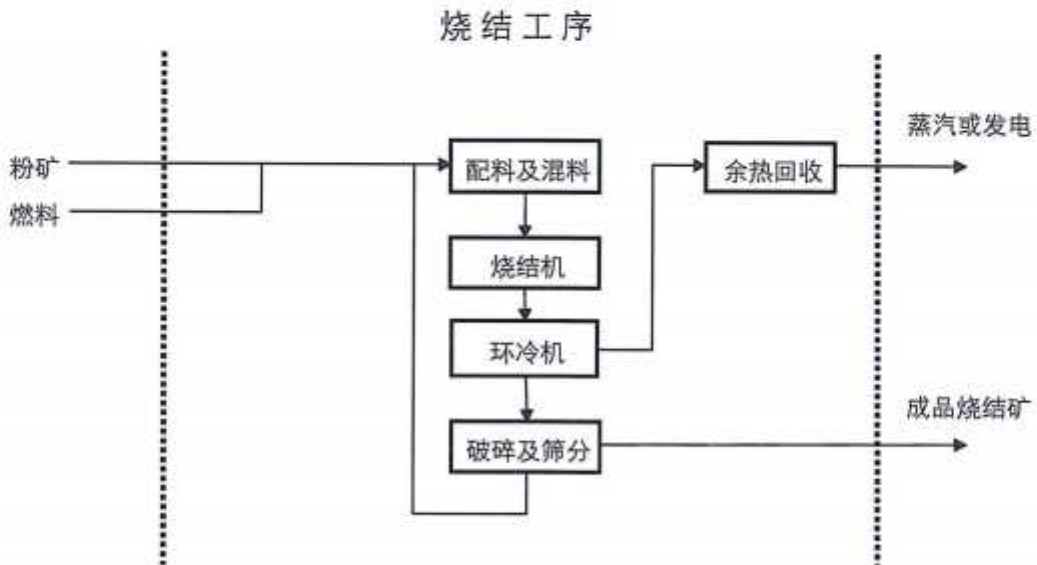 烧结工序
蒸汽或发电
粉矿
配料及混料
余热回收
燃料
烧结机
环冷机
成品烧结矿
破碎及筛分